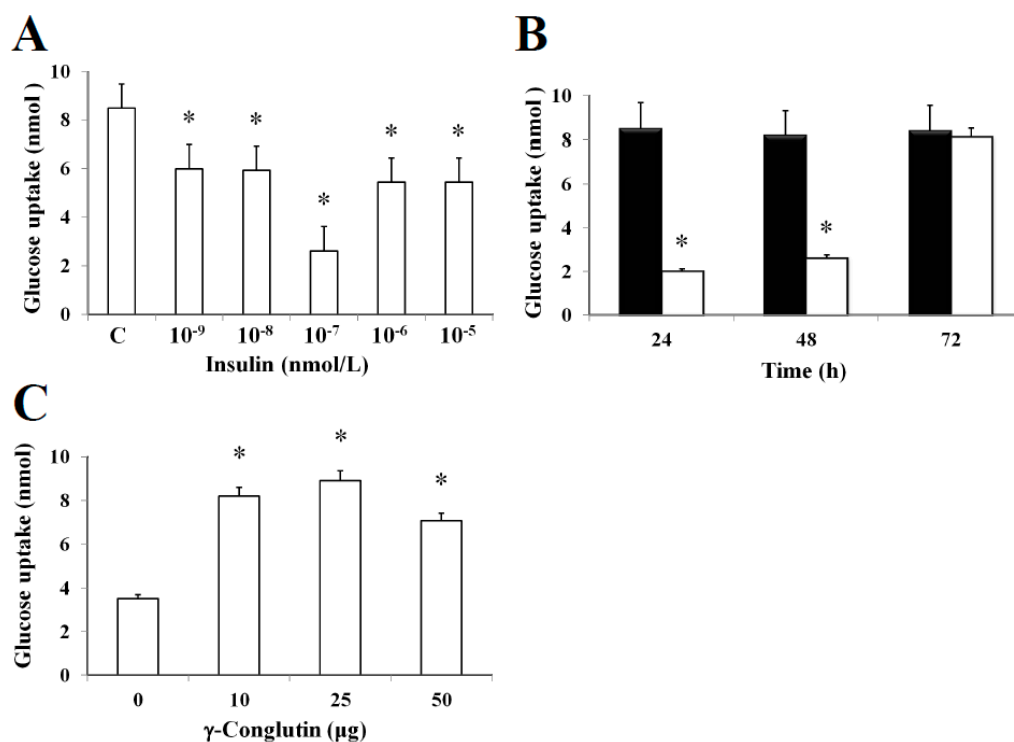 A
Glucose uptake (nmol )
10
8
6
4
2
0
* * * * *
C 10⁻⁹ 10⁻⁸ 10⁻⁷ 10⁻⁶ 10⁻⁵
Insulin (nmol/L)
B
Glucose uptake (nmol)
10
8
6
4
2
0
* *
24 48 72
Time (h)
C
Glucose uptake (nmol)
10
8
6
4
2
0
* * *
0 10 25 50
γ-Conglutin (µg)